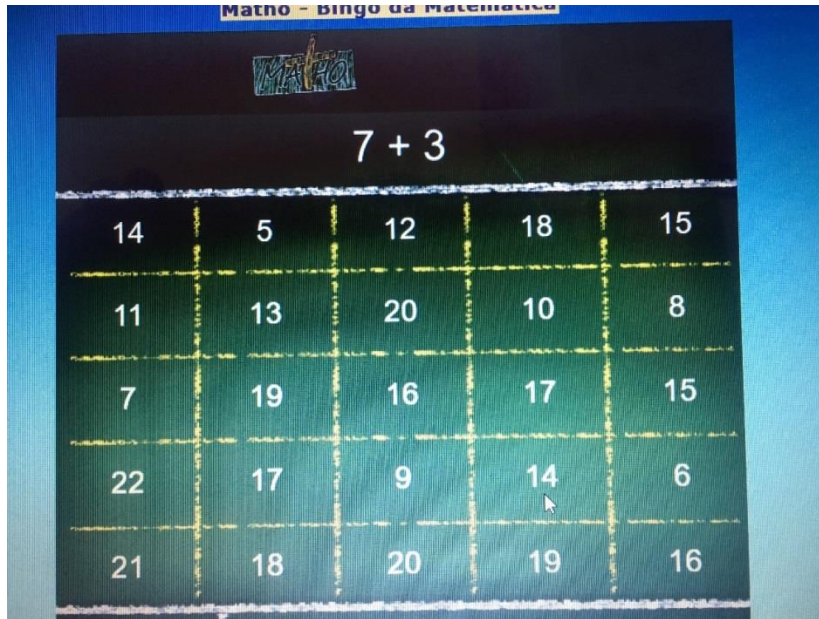 Matho - Bingo da Matemática
MATHO
7 + 3
14 5 12 18 15
11 13 20 10 8
7 19 16 17 15
22 17 9 14 6
21 18 20 19 16